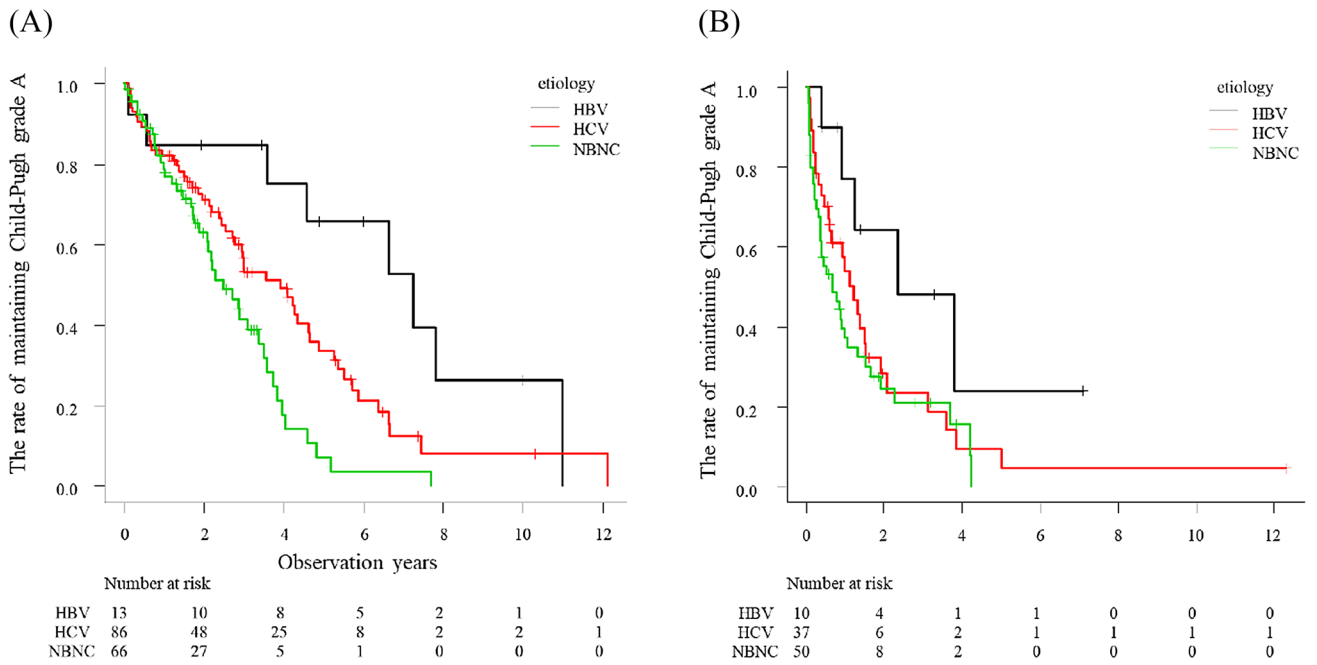 (A)
The rate of maintaining Child-Pugh grade A
1.0
0.8
0.6
0.4
0.2
0.0
etiology
HBV
HCV
NBNC
0 2 4 6 8 10 12
Observation years
Number at risk
HBV 13 10 8 5 2 1 0
HCV 86 48 25 8 2 2 1
NBNC 66 27 5 1 0 0 0
(B)
The rate of maintaining Child-Pugh grade A
1.0
0.8
0.6
0.4
0.2
0.0
etiology
HBV
HCV
NBNC
0 2 4 6 8 10 12
Number at risk
HBV 10 4 1 1 0 0 0
HCV 37 6 2 1 1 1 1
NBNC 50 8 2 0 0 0 0